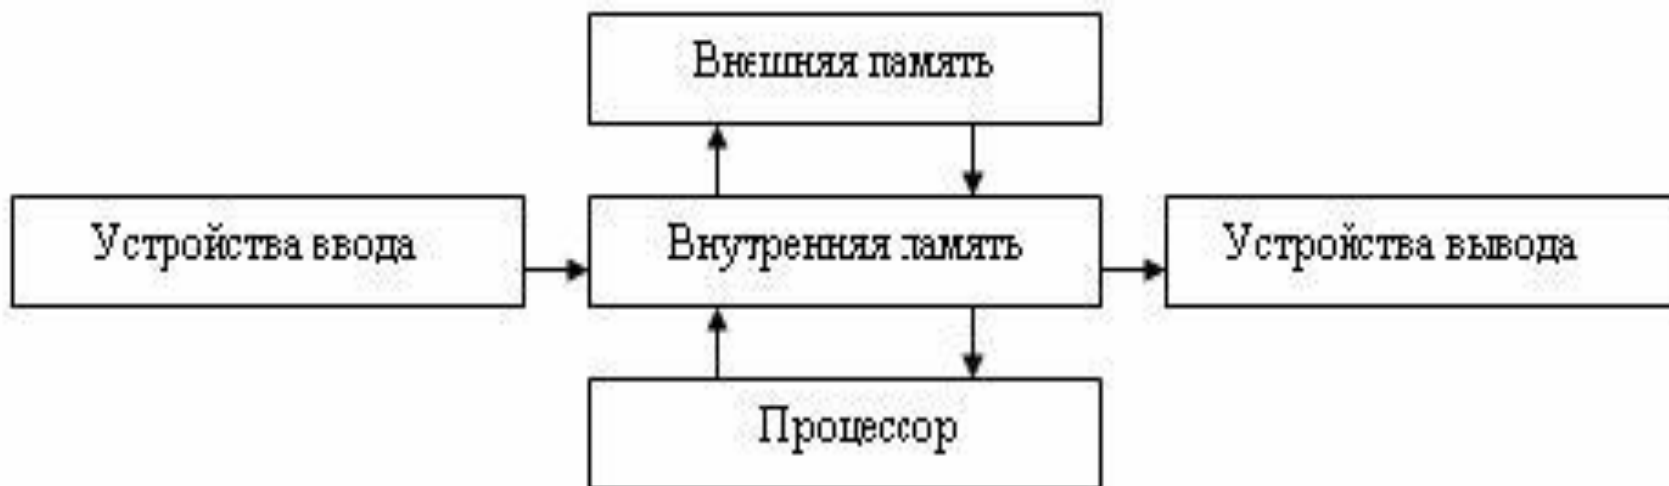 Внешняя память
Устройства ввода
Внутренняя память
Устройства вывода
Процессор